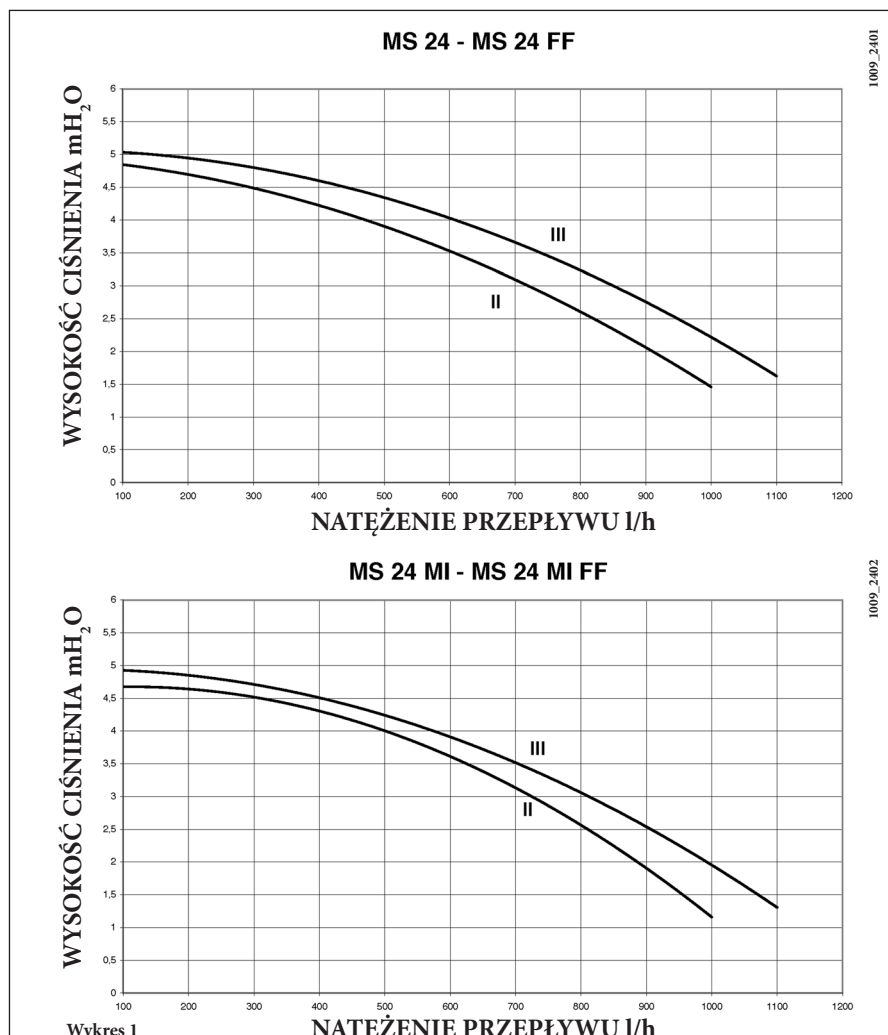 MS 24 - MS 24 FF
1009_2401
WYSOKOŚĆ CIŚNIENIA mH₂O
6
5,5
5
4,5
4
3,5
3
2,5
2
1,5
1
0,5
0
III
II
100 200 300 400 500 600 700 800 900 1000 1100 1200
NATĘŻENIE PRZEPŁYWU l/h
MS 24 MI - MS 24 MI FF
1009_2402
WYSOKOŚĆ CIŚNIENIA mH₂O
6
5,5
5
4,5
4
3,5
3
2,5
2
1,5
1
0,5
0
III
II
100 200 300 400 500 600 700 800 900 1000 1100 1200
Wykres 1
NATĘŻENIE PRZEPŁYWU l/h